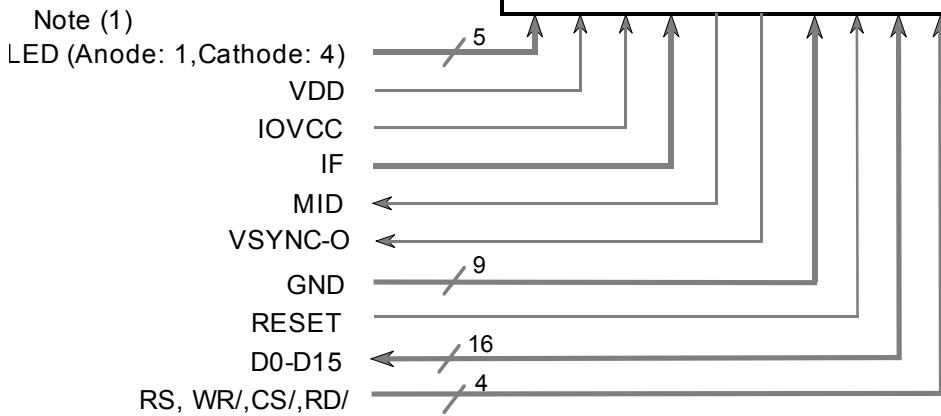 Note (1)
LED (Anode: 1,Cathode: 4)
5
VDD
IOVCC
IF
MID
VSYNC-O
GND
9
RESET
D0-D15
16
RS, WR/,CS/,RD/
4